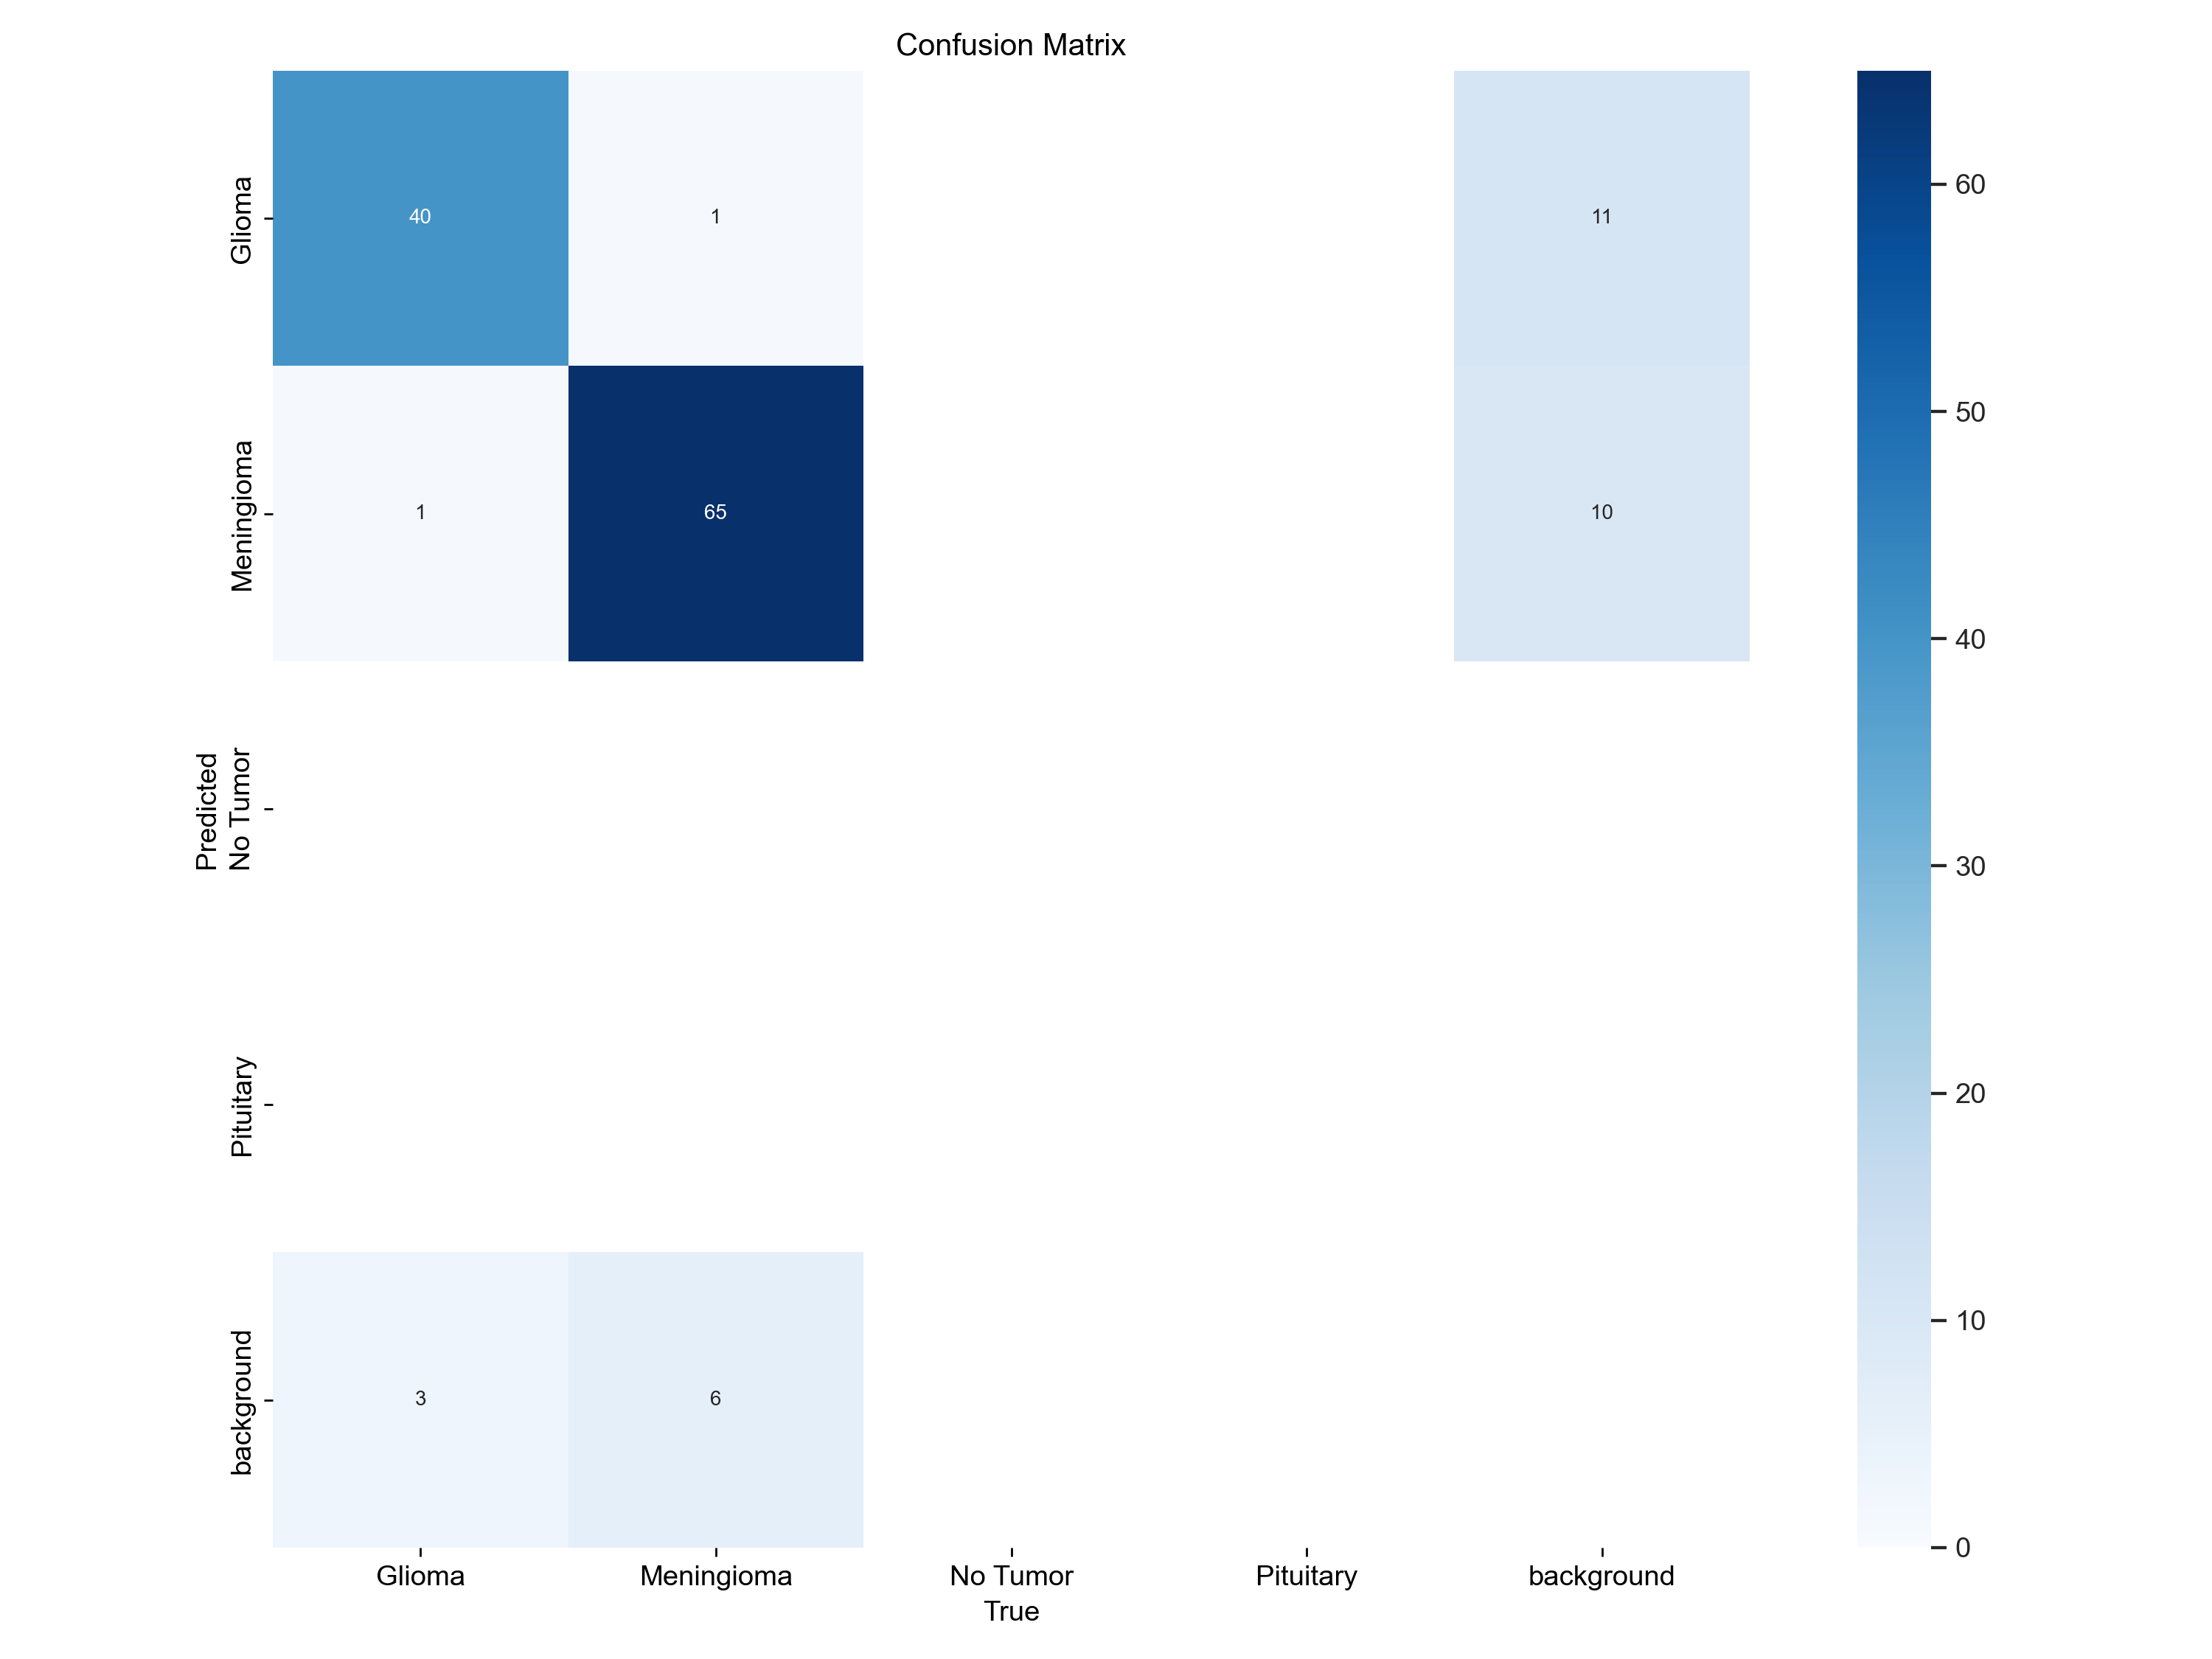 Confusion Matrix
Glioma
40
1
11
60
50
Meningioma
1
65
10
40
Predicted
No Tumor
30
Pituitary
20
10
background
3
6
0
Glioma Meningioma No Tumor Pituitary background
True